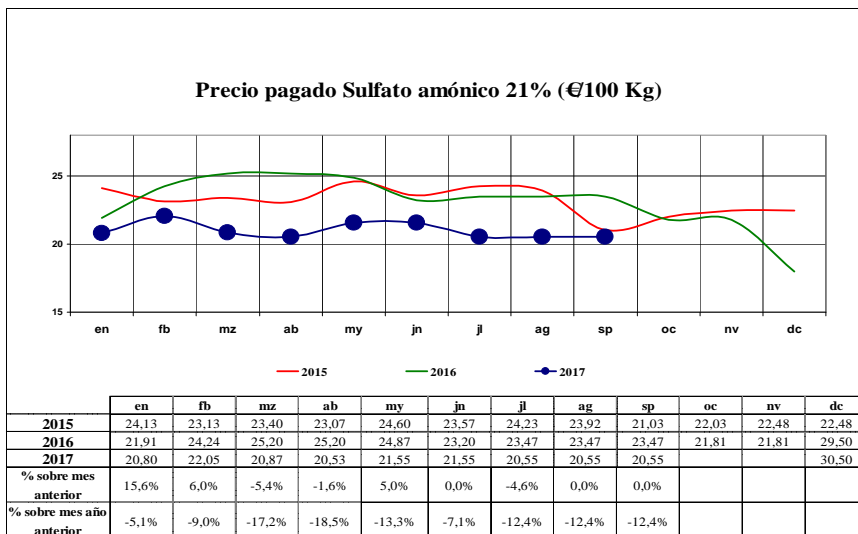 Precio pagado Sulfato amónico 21% (€/100 Kg)
25
20
15
en fb mz ab my jn jl ag sp oc nv dc
2015 2016 2017
en fb mz ab my jn jl ag sp oc nv dc
2015 24,13 23,13 23,40 23,07 24,60 23,57 24,23 23,92 21,03 22,03 22,48 22,48
2016 21,91 24,24 25,20 25,20 24,87 23,20 23,47 23,47 23,47 21,81 21,81 29,50
2017 20,80 22,05 20,87 20,53 21,55 21,55 20,55 20,55 20,55 30,50
% sobre mes
anterior 15,6% 6,0% -5,4% -1,6% 5,0% 0,0% -4,6% 0,0% 0,0%
% sobre mes año
anterior -5,1% -9,0% -17,2% -18,5% -13,3% -7,1% -12,4% -12,4% -12,4%